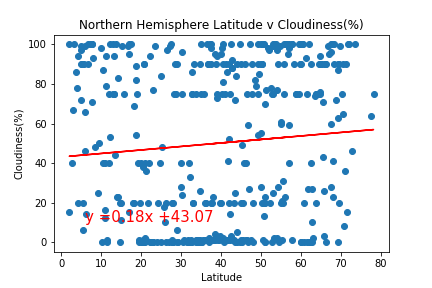 Northern Hemisphere Latitude v Cloudiness(%)
100
80
60
40
20
0
Cloudiness(%)
y =0.18x +43.07
0 10 20 30 40 50 60 70 80
Latitude